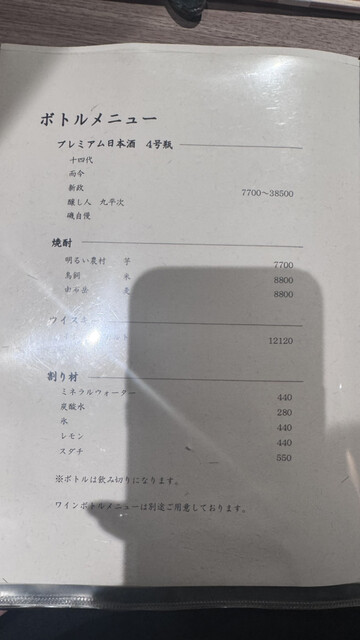 ボトルメニュー
プレミアム日本酒 4号瓶
十四代
而今
新政 7700〜38500
醸し人 九平次
磯自慢
焼酎
明るい農村 芋 7700
鳥飼 米 8800
中々 麦 8800
ウイスキー
12120
割り材
ミネラルウォーター 440
炭酸水 280
氷 440
レモン 440
スダチ 550
※ボトルは飲み切りになります。
ワインボトルメニューは別途ご用意しております。